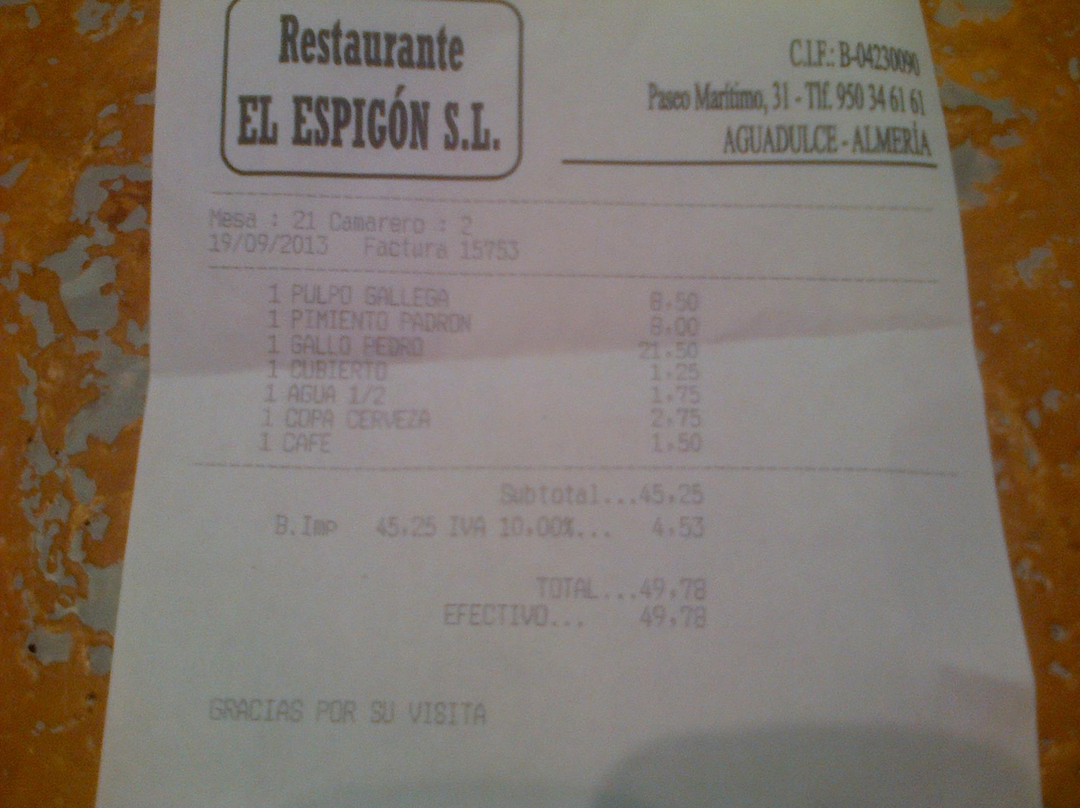 Restaurante
EL ESPIGÓN S.L.
C.I.F.: B-04230090
Paseo Marítimo, 31 - Tlf. 950 34 61 61
AGUADULCE - ALMERÍA
Mesa : 21 Camarero : 2
19/09/2013 Factura 15753
1 PULPO GALLEGA 8,50
1 PIMIENTO PADRON 8,00
1 GALLO PEDRO 21,50
1 CUBIERTO 1,25
1 AGUA 1/2 1,75
1 COPA CERVEZA 2,75
1 CAFE 1,50
Subtotal...45,25
B.Imp 45,25 IVA 10,00%... 4,53
TOTAL...49,78
EFECTIVO... 49,78
GRACIAS POR SU VISITA